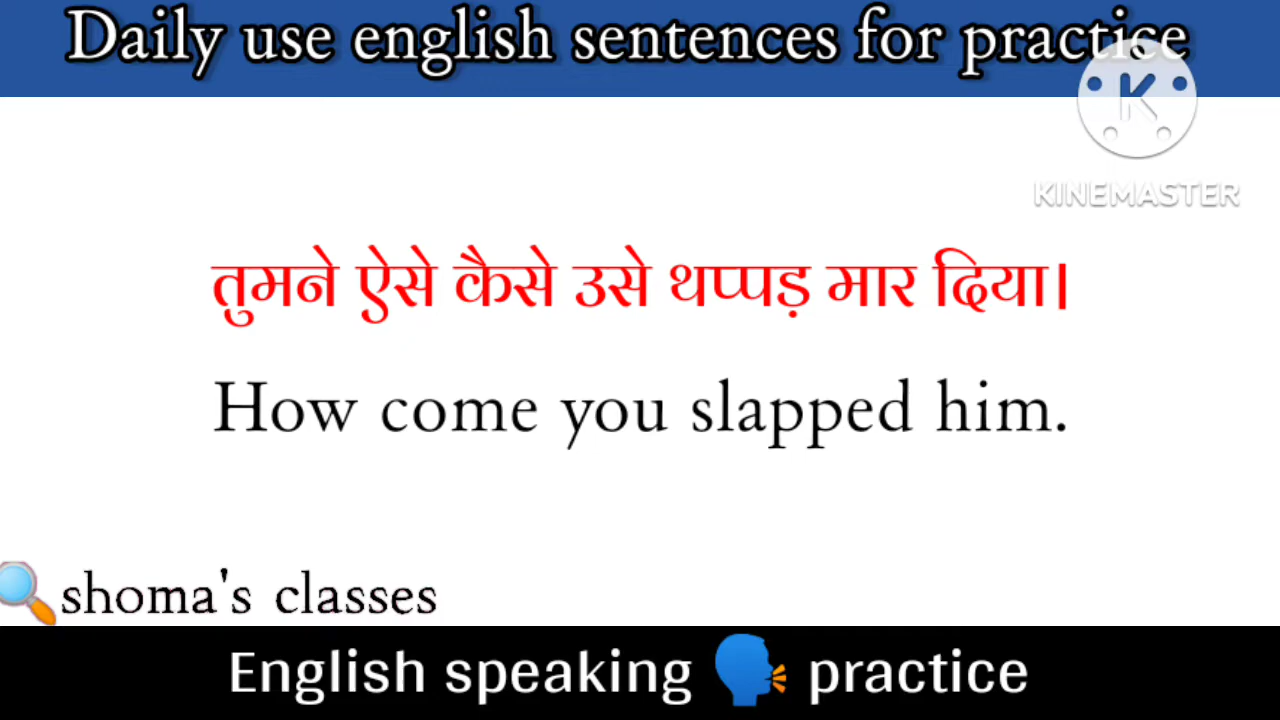 Daily use english sentences for practice
K
KINEMASTER
तुमने ऐसे कैसे उसे थप्पड़ मार दिया।
How come you slapped him.
shoma's classes
English speaking 🗣 practice